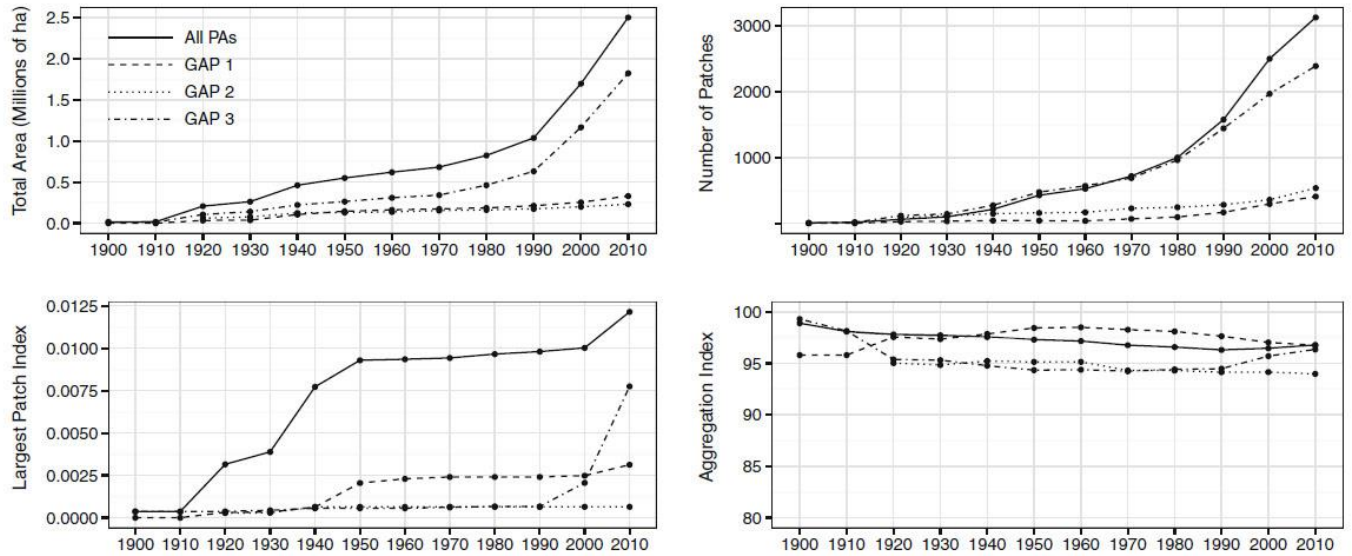 Total Area (Millions of ha)
2.5
2.0
1.5
1.0
0.5
0.0
All PAs
GAP 1
GAP 2
GAP 3
1900 1910 1920 1930 1940 1950 1960 1970 1980 1990 2000 2010
Number of Patches
3000
2000
1000
1900 1910 1920 1930 1940 1950 1960 1970 1980 1990 2000 2010
Largest Patch Index
0.0125
0.0100
0.0075
0.0050
0.0025
0.0000
1900 1910 1920 1930 1940 1950 1960 1970 1980 1990 2000 2010
Aggregation Index
100
95
90
85
80
1900 1910 1920 1930 1940 1950 1960 1970 1980 1990 2000 2010